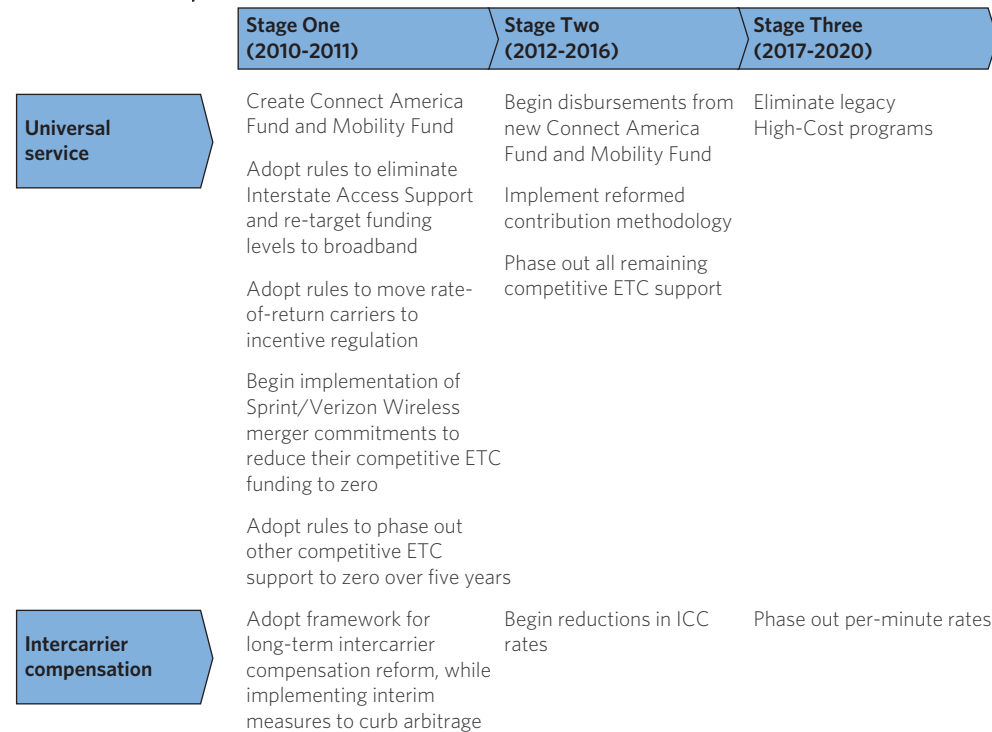 Stage One
(2010-2011)
Stage Two
(2012-2016)
Stage Three
(2017-2020)
Universal
service
Create Connect America
Fund and Mobility Fund
Adopt rules to eliminate
Interstate Access Support
and re-target funding
levels to broadband
Adopt rules to move rate-
of-return carriers to
incentive regulation
Begin implementation of
Sprint/Verizon Wireless
merger commitments to
reduce their competitive ETC
funding to zero
Adopt rules to phase out
other competitive ETC
support to zero over five years
Begin disbursements from
new Connect America
Fund and Mobility Fund
Implement reformed
contribution methodology
Phase out all remaining
competitive ETC support
Eliminate legacy
High-Cost programs
Intercarrier
compensation
Adopt framework for
long-term intercarrier
compensation reform, while
implementing interim
measures to curb arbitrage
Begin reductions in ICC
rates
Phase out per-minute rates